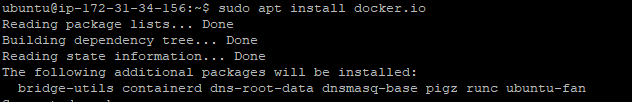 ubuntu@ip-172-31-34-156:~$ sudo apt install docker.io
Reading package lists... Done
Building dependency tree... Done
Reading state information... Done
The following additional packages will be installed:
  bridge-utils containerd dns-root-data dnsmasq-base pigz runc ubuntu-fan